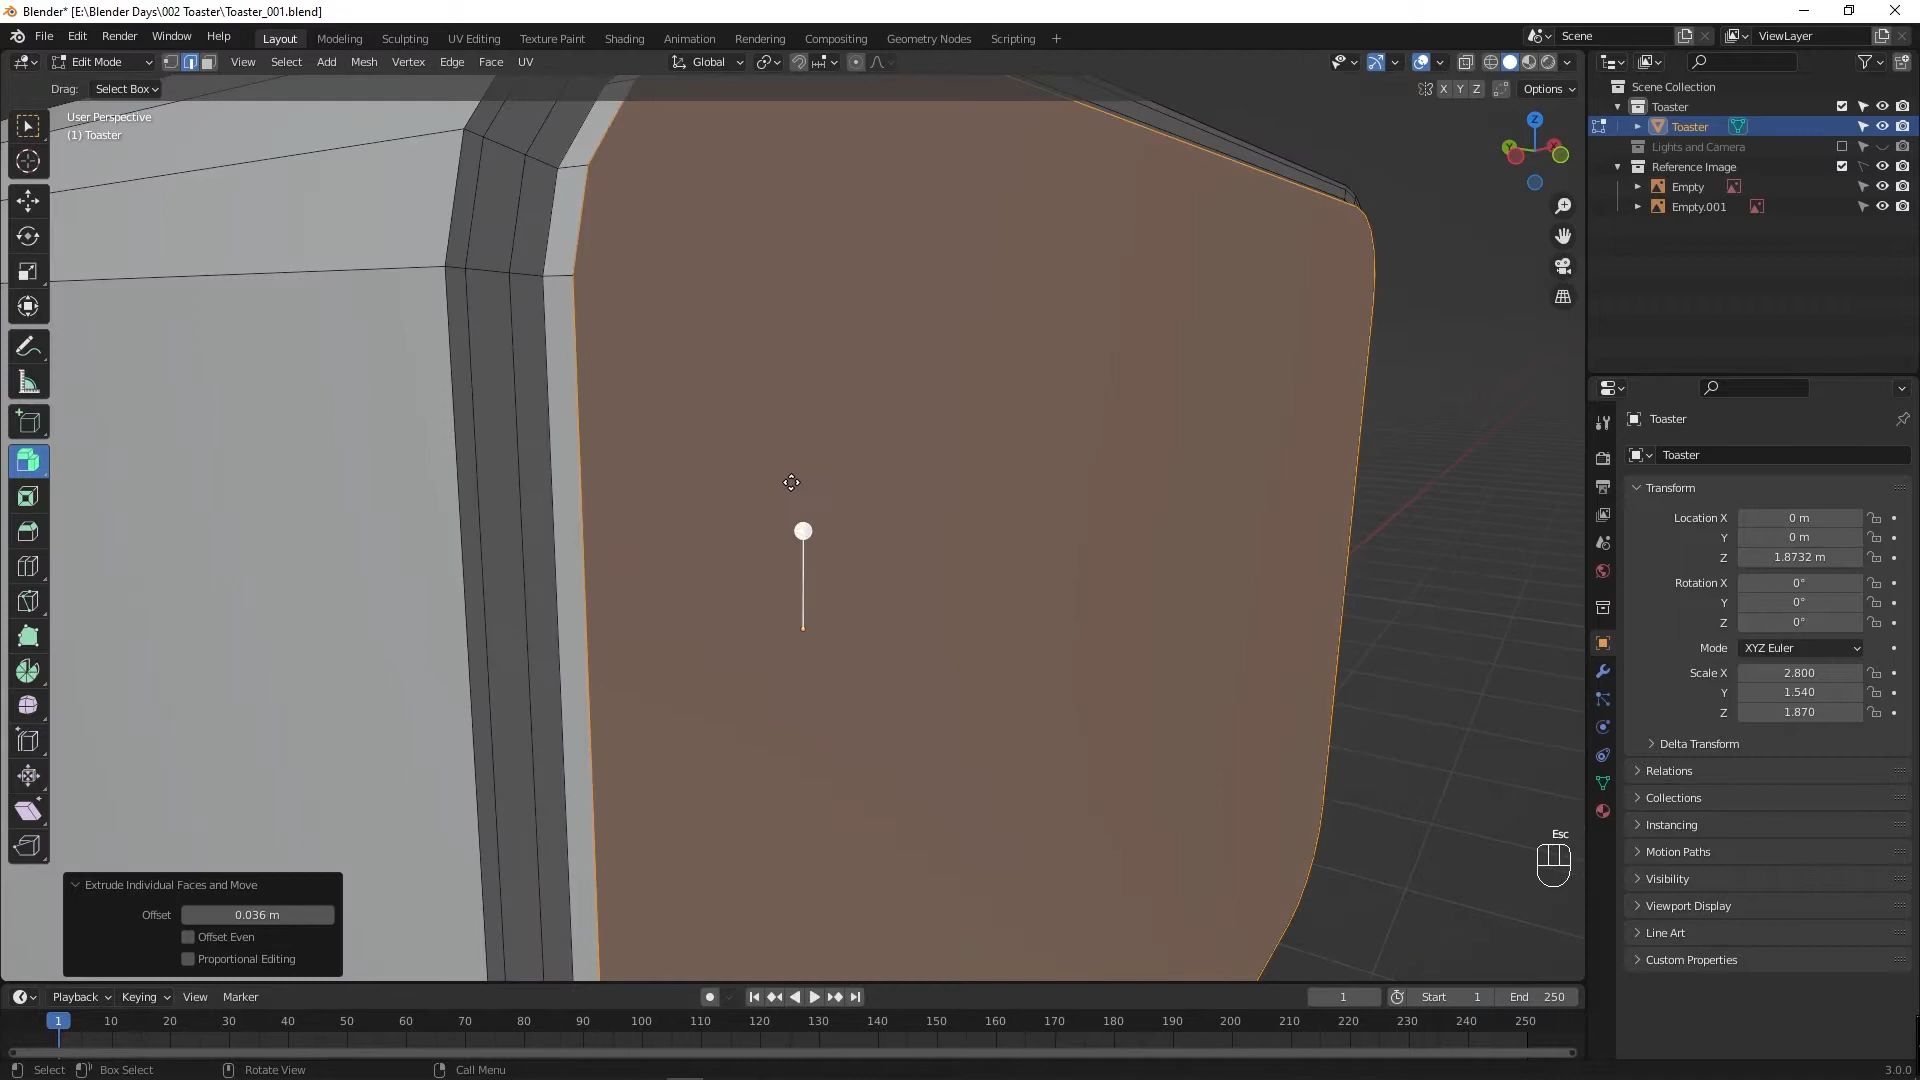 Blender* [E:\Blender Days\002 Toaster\Toaster_001.blend]
File Edit Render Window Help Layout Modeling Sculpting UV Editing Texture Paint Shading Animation Rendering Compositing Geometry Nodes Scripting + Scene ViewLayer
Edit Mode View Select Add Mesh Vertex Edge Face UV Global
Drag: Select Box X Y Z Options
User Perspective
(1) Toaster
Z
Y
X
Scene Collection
Toaster
Toaster
Lights and Camera
Reference Image
Empty
Empty.001
Toaster
Toaster
Transform
Location X 0 m
Y 0 m
Z 1.8732 m
Rotation X 0°
Y 0°
Z 0°
Mode XYZ Euler
Scale X 2.800
Y 1.540
Z 1.870
Delta Transform
Relations
Collections
Instancing
Motion Paths
Visibility
Viewport Display
Line Art
Custom Properties
Esc
Extrude Individual Faces and Move
Offset 0.036 m
Offset Even
Proportional Editing
Playback Keying View Marker 1 Start 1 End 250
1 10 20 30 40 50 60 70 80 90 100 110 120 130 140 150 160 170 180 190 200 210 220 230 240 250
Select Box Select Rotate View Call Menu 3.0.0